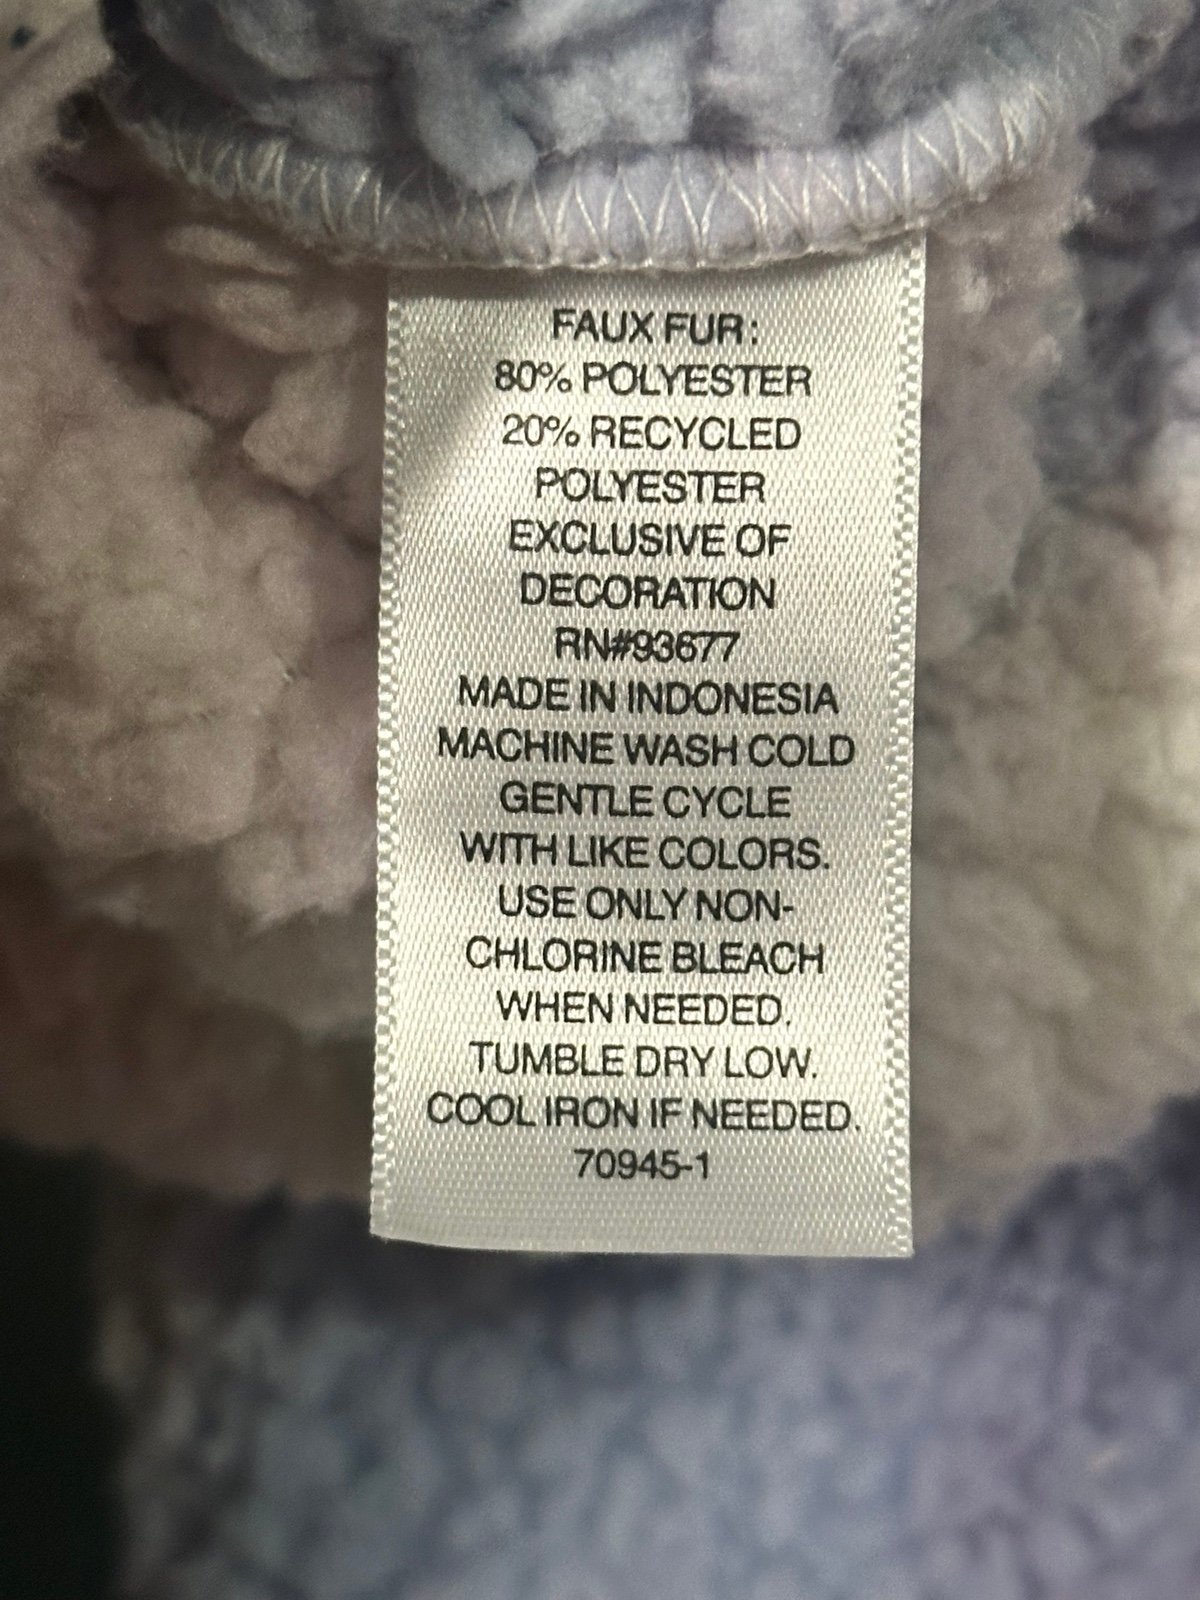 FAUX FUR:
80% POLYESTER
20% RECYCLED
POLYESTER
EXCLUSIVE OF
DECORATION
RN#93677
MADE IN INDONESIA
MACHINE WASH COLD
GENTLE CYCLE
WITH LIKE COLORS.
USE ONLY NON-
CHLORINE BLEACH
WHEN NEEDED.
TUMBLE DRY LOW.
COOL IRON IF NEEDED.
70945-1